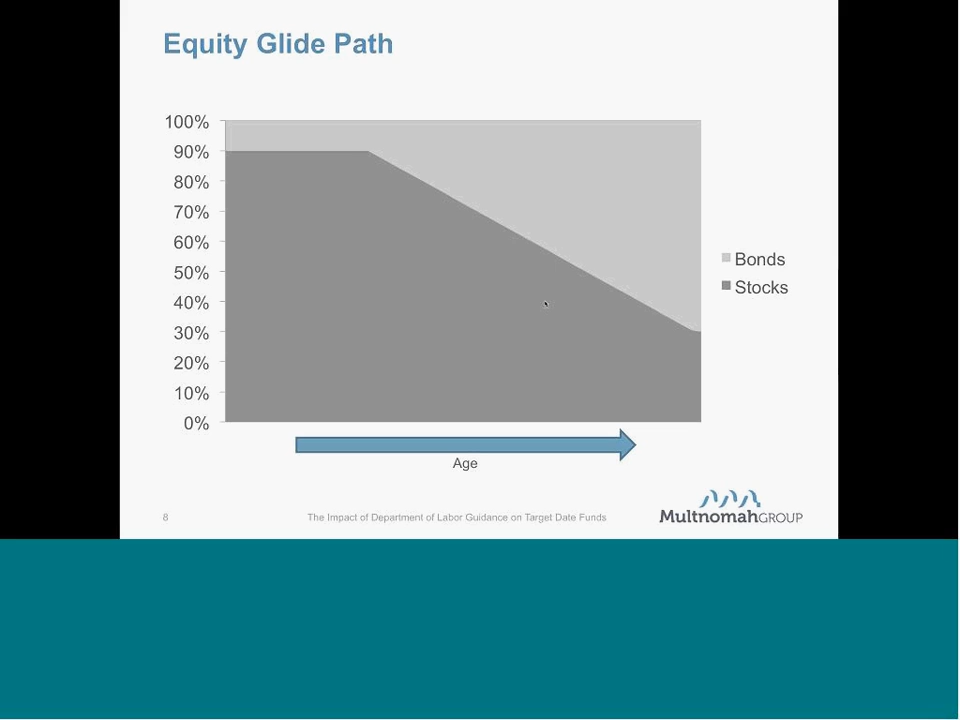 Equity Glide Path
100%
90%
80%
70%
60%
50%
40%
30%
20%
10%
0%
Bonds
Stocks
Age
8
The Impact of Department of Labor Guidance on Target Date Funds
MultnomahGROUP